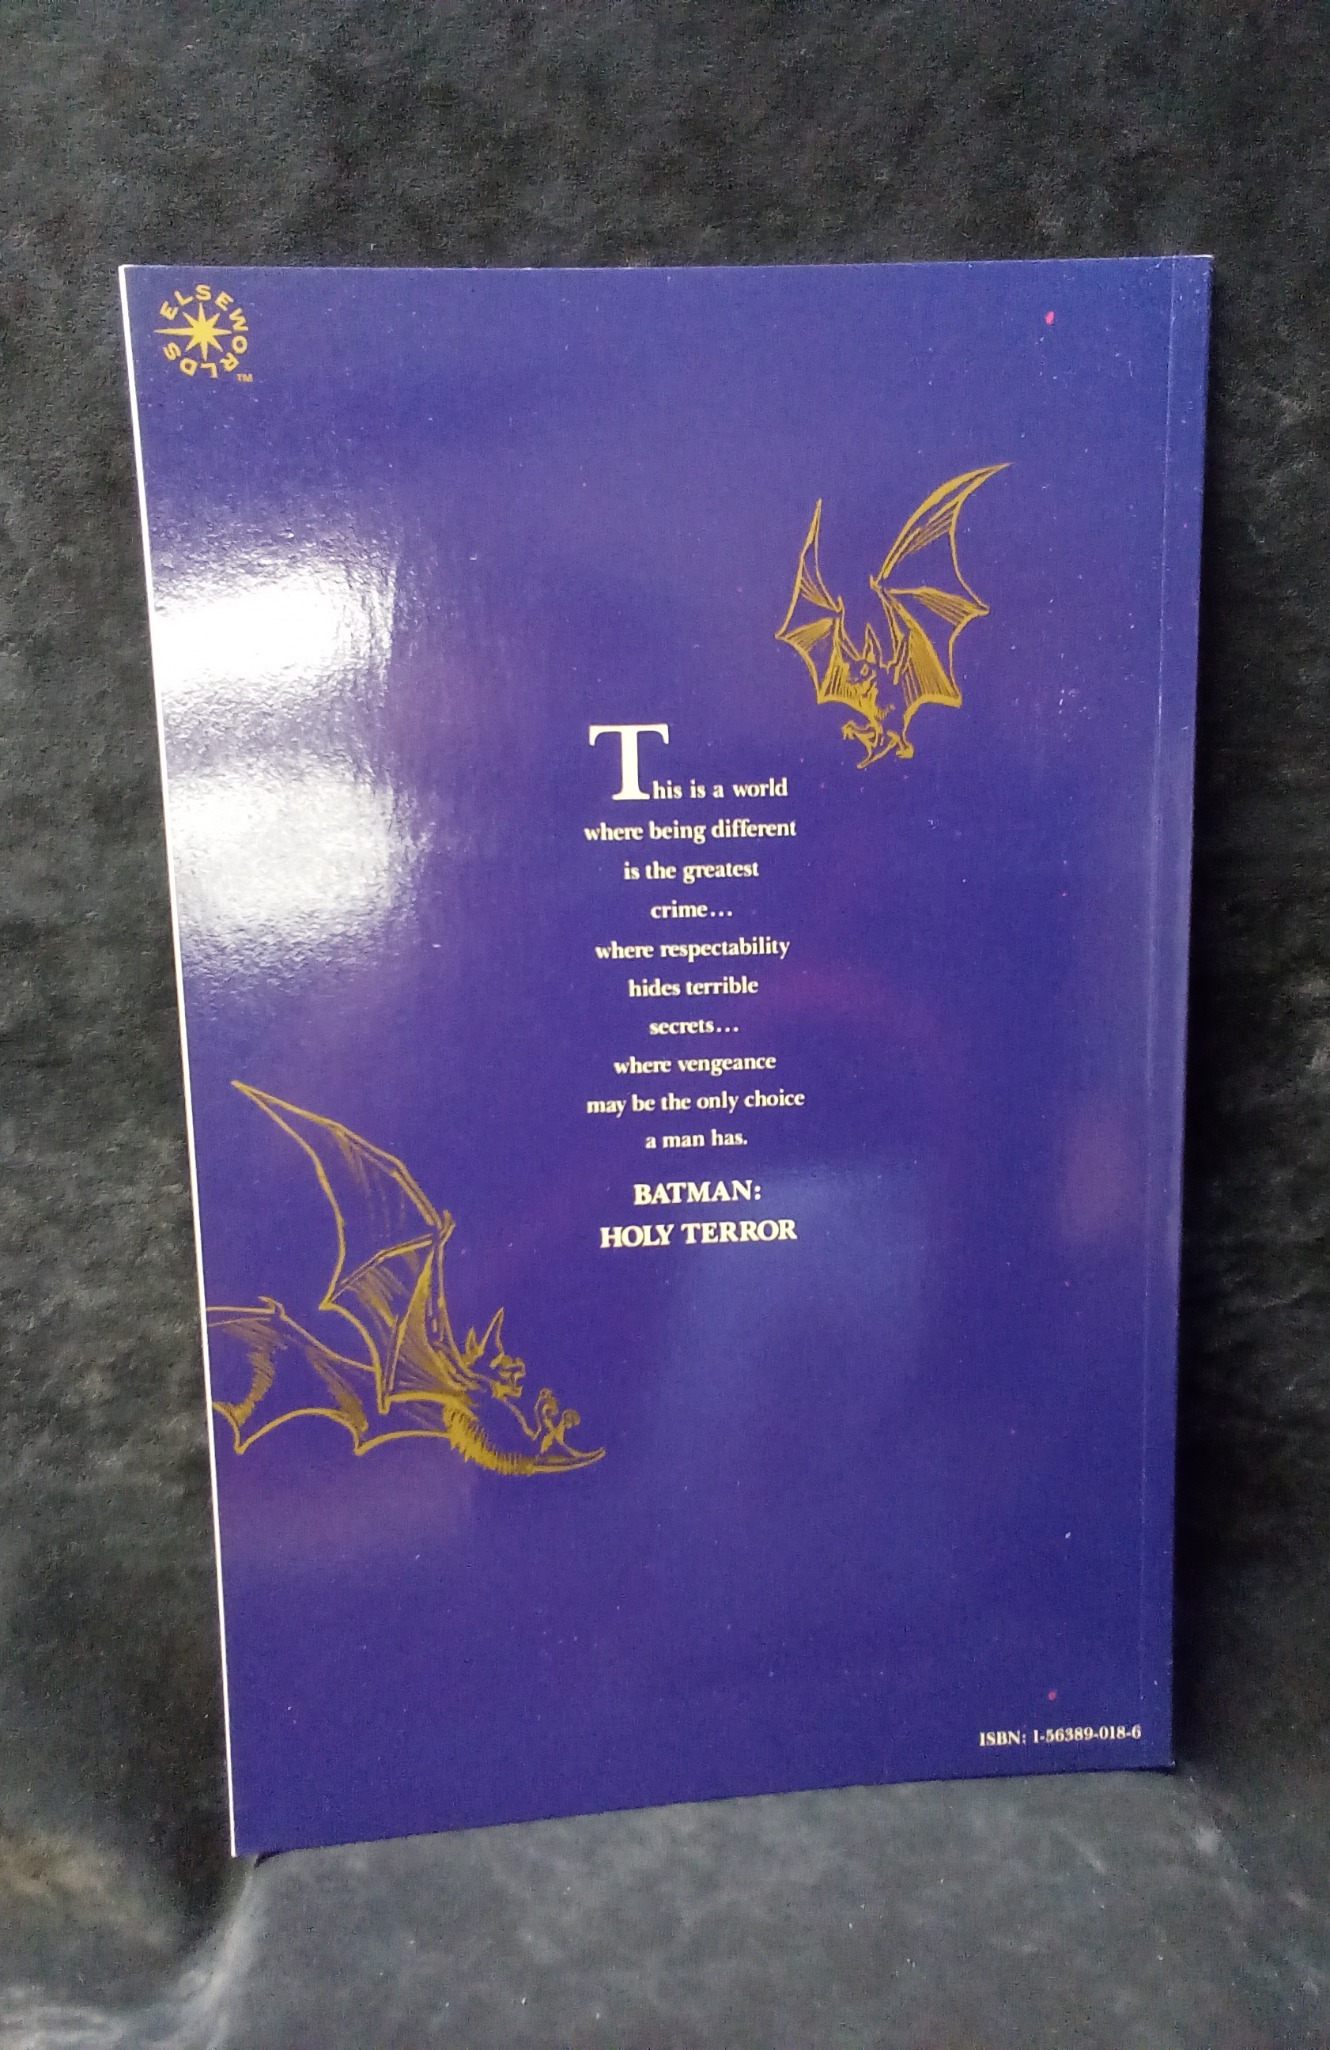 ELSEWORLDS
TM
This is a world
where being different
is the greatest
crime...
where respectability
hides terrible
secrets...
where vengeance
may be the only choice
a man has.
BATMAN:
HOLY TERROR
ISBN: 1-56389-018-6